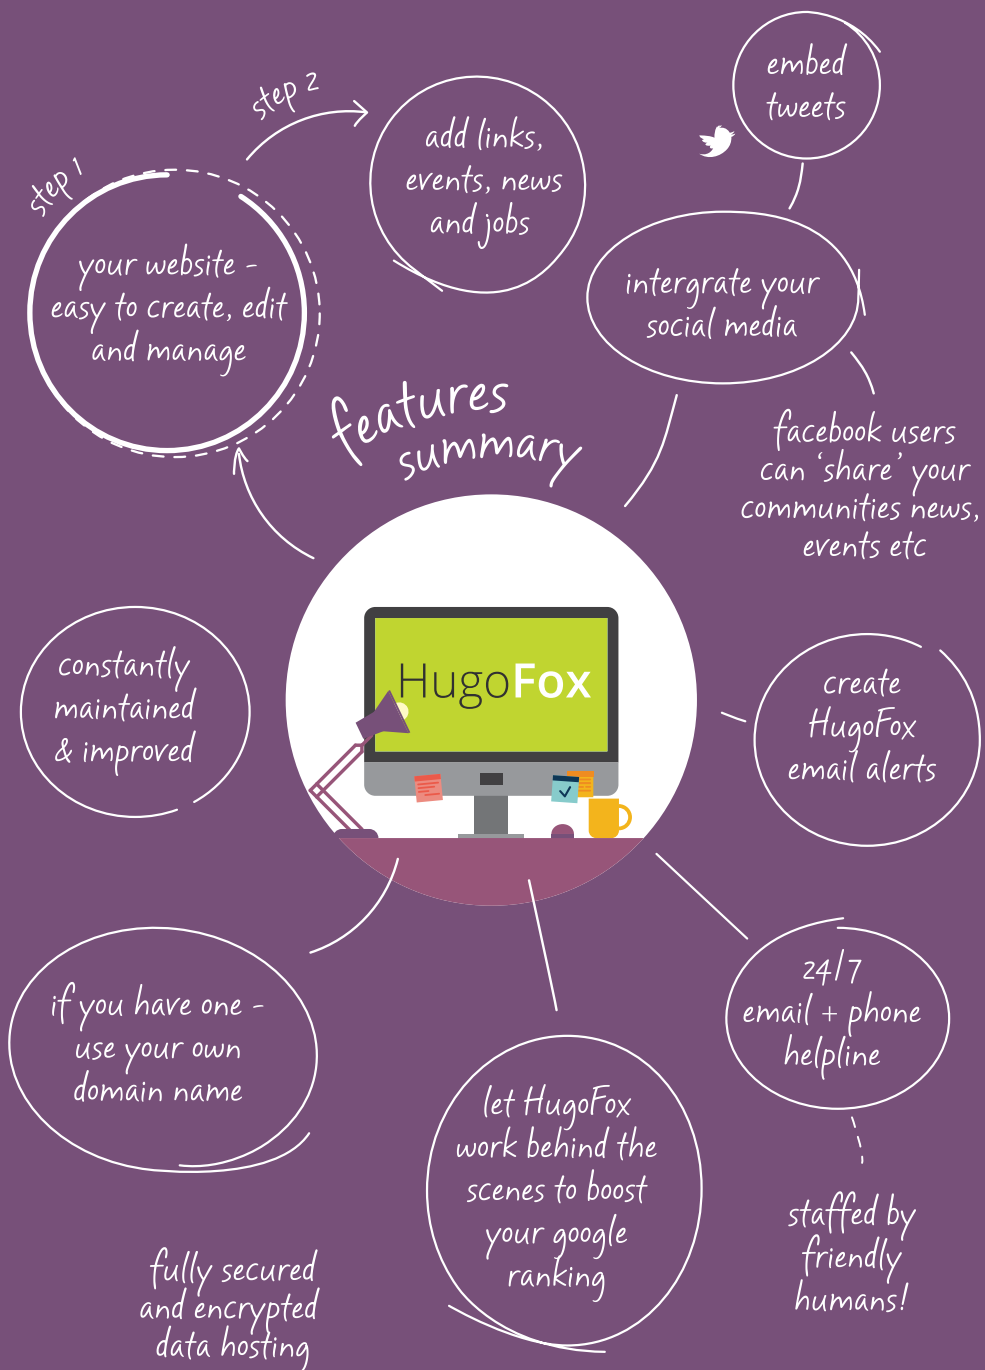 step 1
your website -
easy to create, edit
and manage
step 2
add links,
events, news
and jobs
embed
tweets
intergrate your
social media
facebook users
can ‘share’ your
communities news,
events etc
features
summary
HugoFox
constantly
maintained
& improved
create
HugoFox
email alerts
if you have one -
use your own
domain name
24/7
email + phone
helpline
let HugoFox
work behind the
scenes to boost
your google
ranking
staffed by
friendly
humans!
fully secured
and encrypted
data hosting